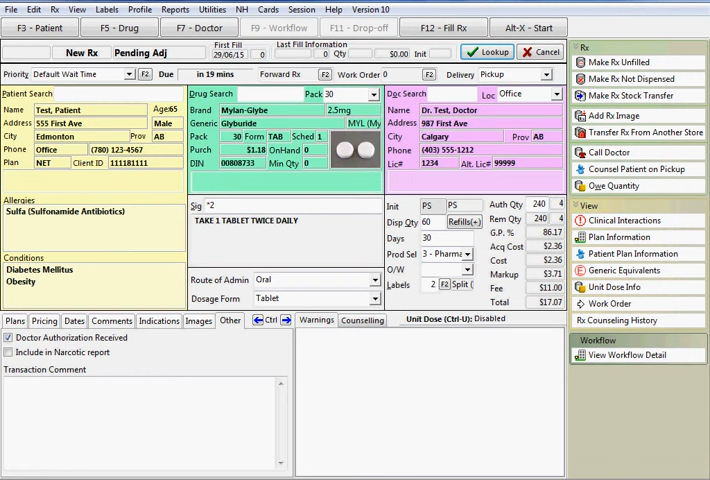 File Edit Rx View Labels Profile Reports Utilities NH Cards Session Help Version 10
F3 - Patient F5 - Drug F7 - Doctor F9 - Workflow F11 - Drop-off F12 - Fill Rx Alt-X - Start
New Rx Pending Adj First Fill 29/06/15 0 Last Fill Information 0 Qty $0.00 Init Lookup Cancel
Priority Default Wait Time F2 Due in 19 mins Forward Rx F2 Work Order 0 F2 Delivery Pickup
Patient Search
Name Test, Patient Age:65
Address 555 First Ave Male
City Edmonton Prov AB
Phone Office (780) 123-4567
Plan NET Client ID 111181111
Allergies
Sulfa (Sulfonamide Antibiotics)
Conditions
Diabetes Mellitus
Obesity
Drug Search Pack 30
Brand Mylan-Glybe 2.5mg
Generic Glyburide MYL (My
Pack 30 Form TAB Sched 1
Purch $1.18 OnHand 0
DIN 00808733 Min Qty 0
Doc Search Loc Office
Name Dr. Test, Doctor
Address 987 First Ave
City Calgary Prov AB
Phone (403) 555-1212
Lic# 1234 Alt. Lic# 99999
Sig *2
TAKE 1 TABLET TWICE DAILY
Route of Admin Oral
Dosage Form Tablet
Init PS PS
Disp Qty 60 Refills(+)
Days 30
Prod Sel 3 - Pharma
O/W
Labels 2 F2 Split (
Auth Qty 240 4
Rem Qty 240 4
G.P. % 86.17
Acq Cost $2.36
Cost $2.36
Markup $3.71
Fee $11.00
Total $17.07
Plans Pricing Dates Comments Indications Images Other Ctrl
Doctor Authorization Received
Include in Narcotic report
Transaction Comment
Warnings Counselling Unit Dose (Ctrl-U): Disabled
Rx
Make Rx Unfilled
Make Rx Not Dispensed
Make Rx Stock Transfer
Add Rx Image
Transfer Rx From Another Store
Call Doctor
Counsel Patient on Pickup
Owe Quantity
View
Clinical Interactions
Plan Information
Patient Plan Information
Generic Equivalents
Unit Dose Info
Work Order
Rx Counseling History
Workflow
View Workflow Detail